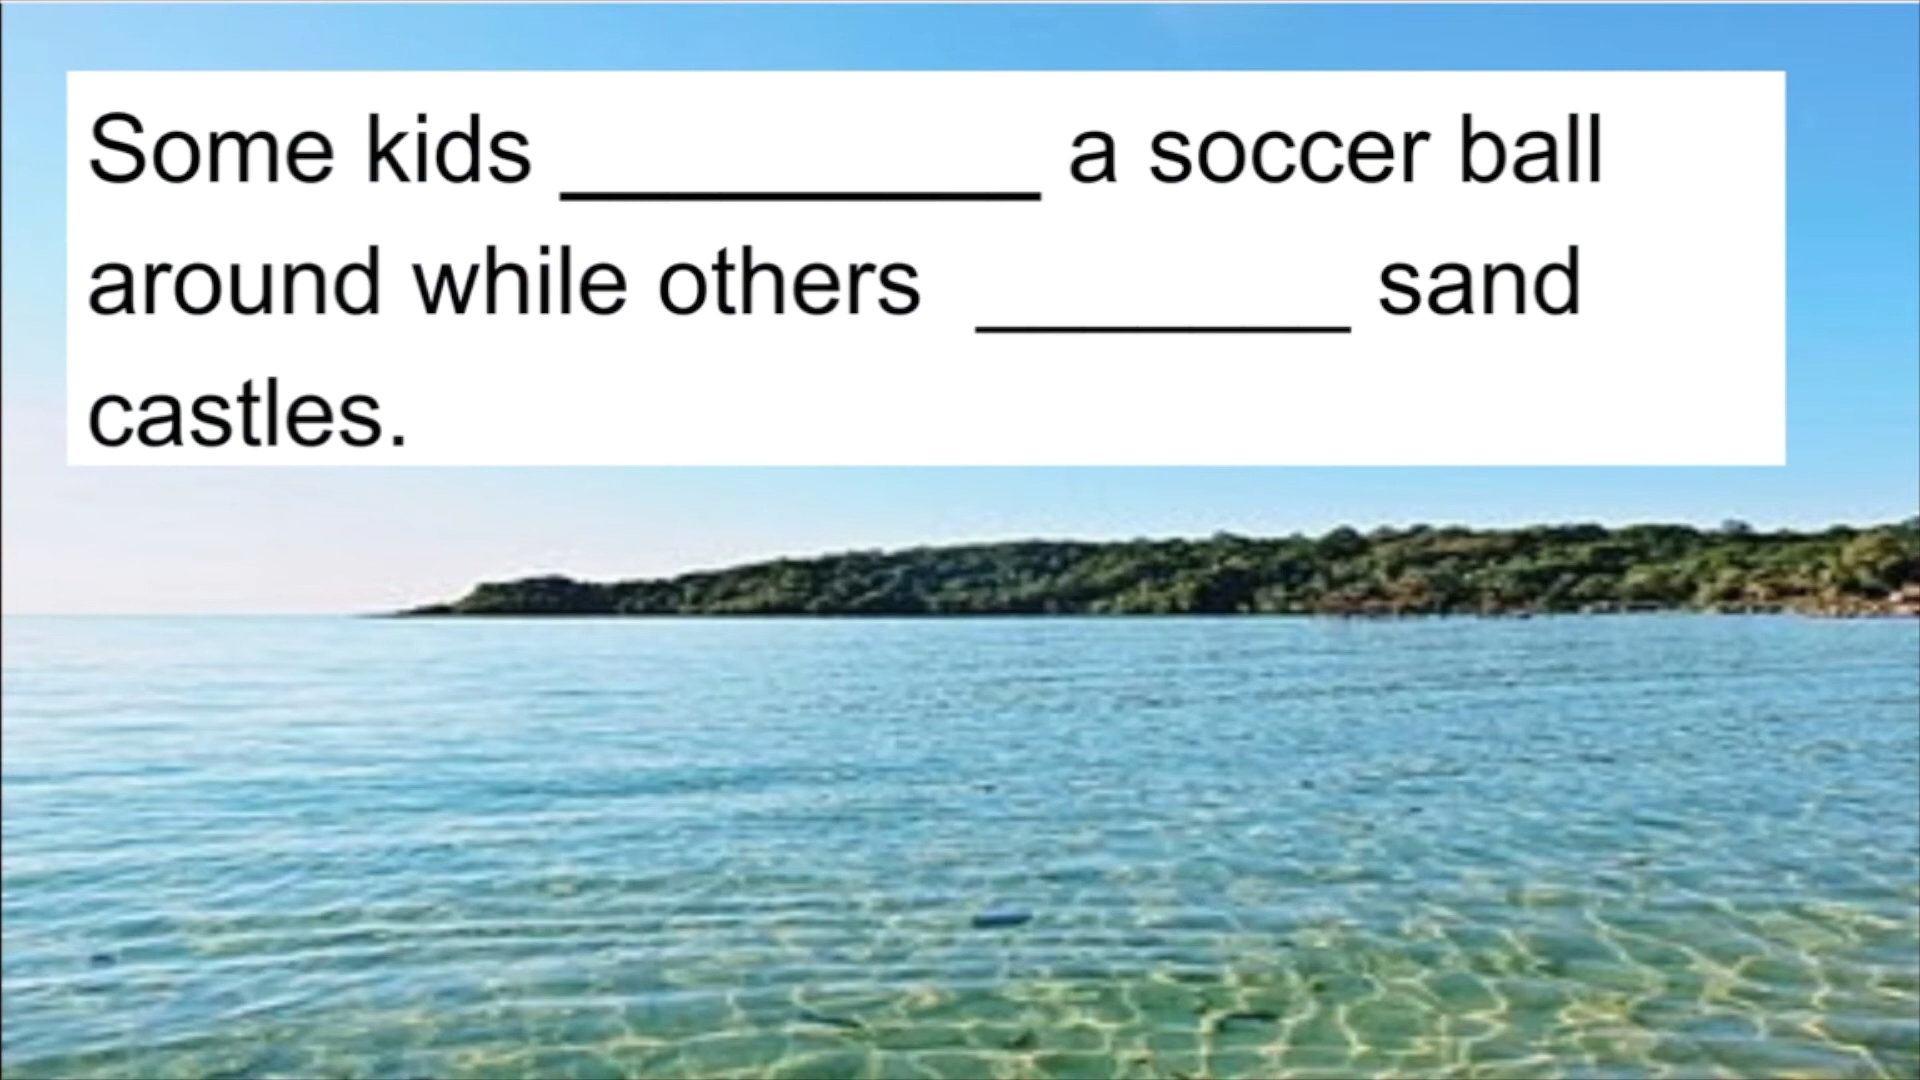 Some kids __________ a soccer ball
around while others ________ sand
castles.